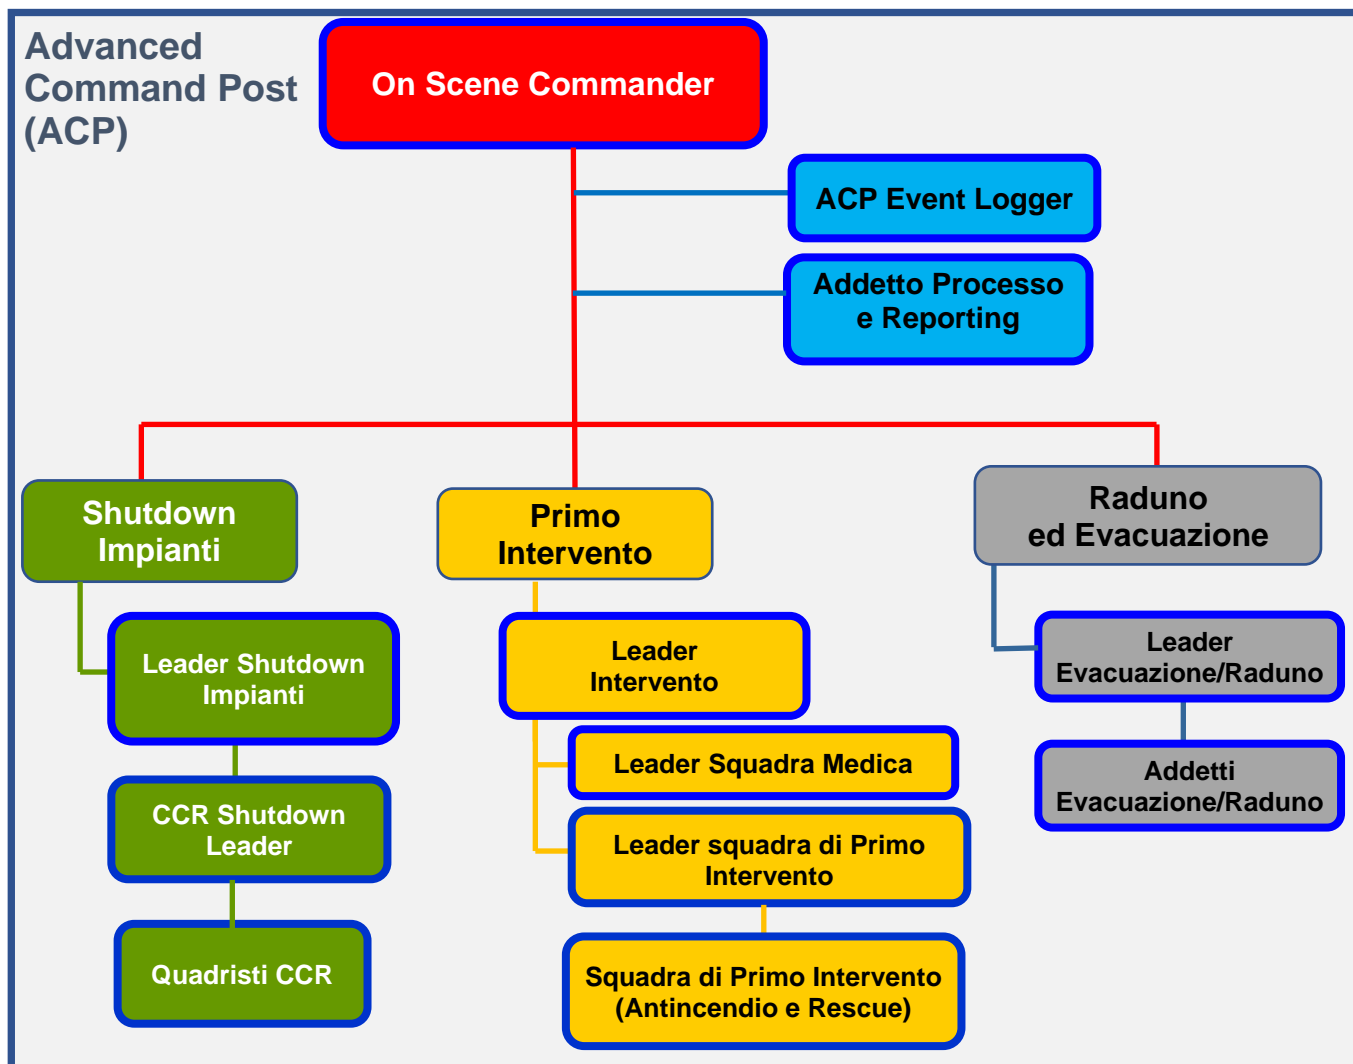 Advanced
Command Post
(ACP)
On Scene Commander
ACP Event Logger
Addetto Processo
e Reporting
Shutdown
Impianti
Leader Shutdown
Impianti
CCR Shutdown
Leader
Quadristi CCR
Primo
Intervento
Leader
Intervento
Leader Squadra Medica
Leader squadra di Primo
Intervento
Squadra di Primo Intervento
(Antincendio e Rescue)
Raduno
ed Evacuazione
Leader
Evacuazione/Raduno
Addetti
Evacuazione/Raduno